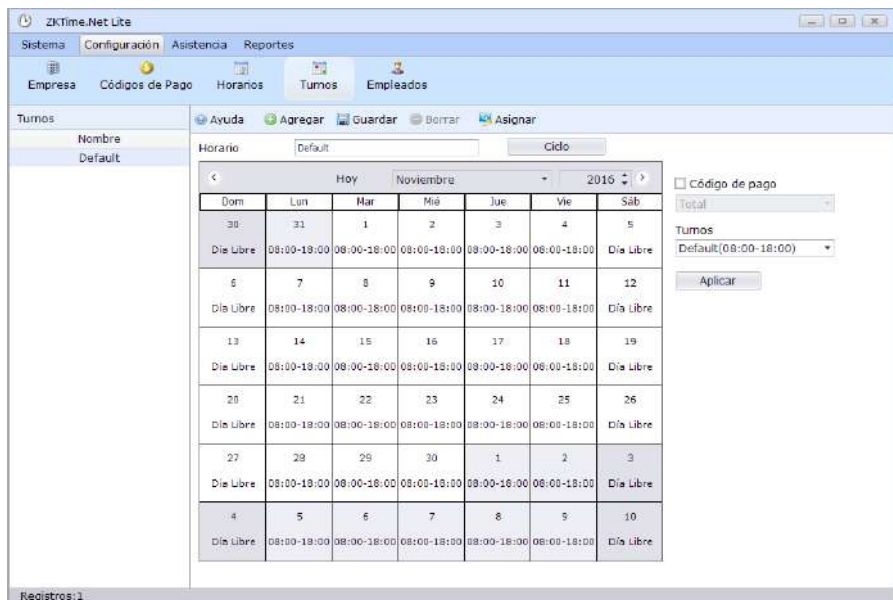 ZKTime.Net Lite
Sistema Configuración Asistencia Reportes
Empresa Códigos de Pago Horarios Turnos Empleados
Turnos
Ayuda Agregar Guardar Borrar Asignar
Nombre
Default
Horario Default Ciclo
Hoy Noviembre 2016
Dom Lun Mar Mié Jue Vie Sáb
30 31 1 2 3 4 5
Día Libre 08:00-18:00 08:00-18:00 08:00-18:00 08:00-18:00 08:00-18:00 Día Libre
6 7 8 9 10 11 12
Día Libre 08:00-18:00 08:00-18:00 08:00-18:00 08:00-18:00 08:00-18:00 Día Libre
13 14 15 16 17 18 19
Día Libre 08:00-18:00 08:00-18:00 08:00-18:00 08:00-18:00 08:00-18:00 Día Libre
20 21 22 23 24 25 26
Día Libre 08:00-18:00 08:00-18:00 08:00-18:00 08:00-18:00 08:00-18:00 Día Libre
27 28 29 30 1 2 3
Día Libre 08:00-18:00 08:00-18:00 08:00-18:00 08:00-18:00 08:00-18:00 Día Libre
4 5 6 7 8 9 10
Día Libre 08:00-18:00 08:00-18:00 08:00-18:00 08:00-18:00 08:00-18:00 Día Libre
Código de pago
Total
Turnos
Default(08:00-18:00)
Aplicar
Registros:1